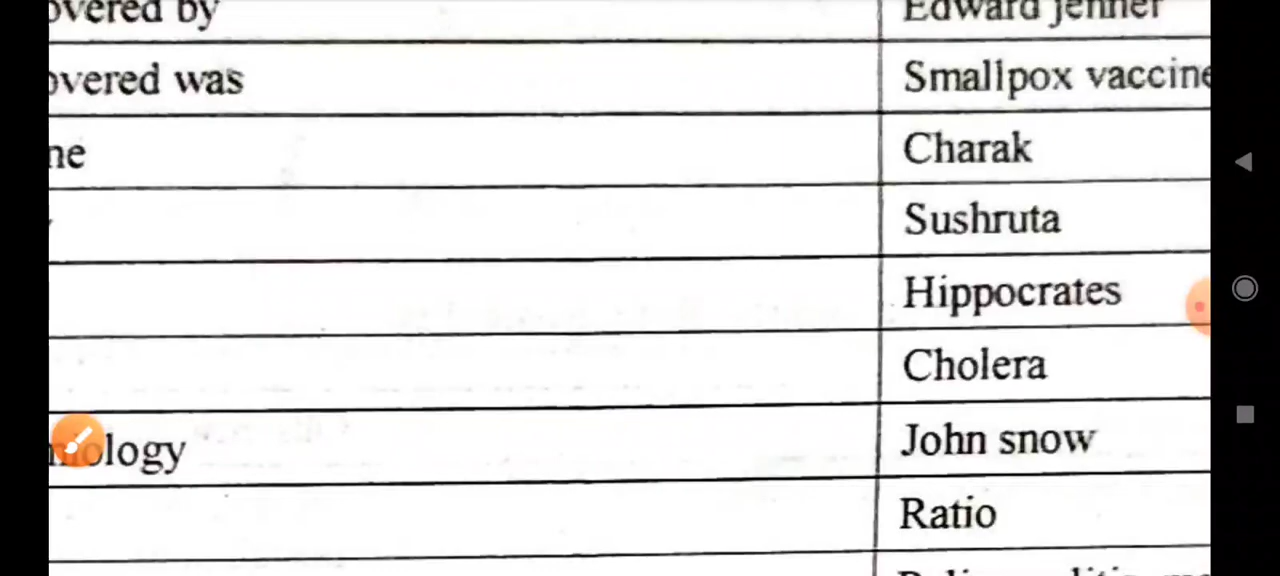 overed by Edward jenner
overed was Smallpox vaccine
ne Charak
Sushruta
Hippocrates
Cholera
ology John snow
Ratio